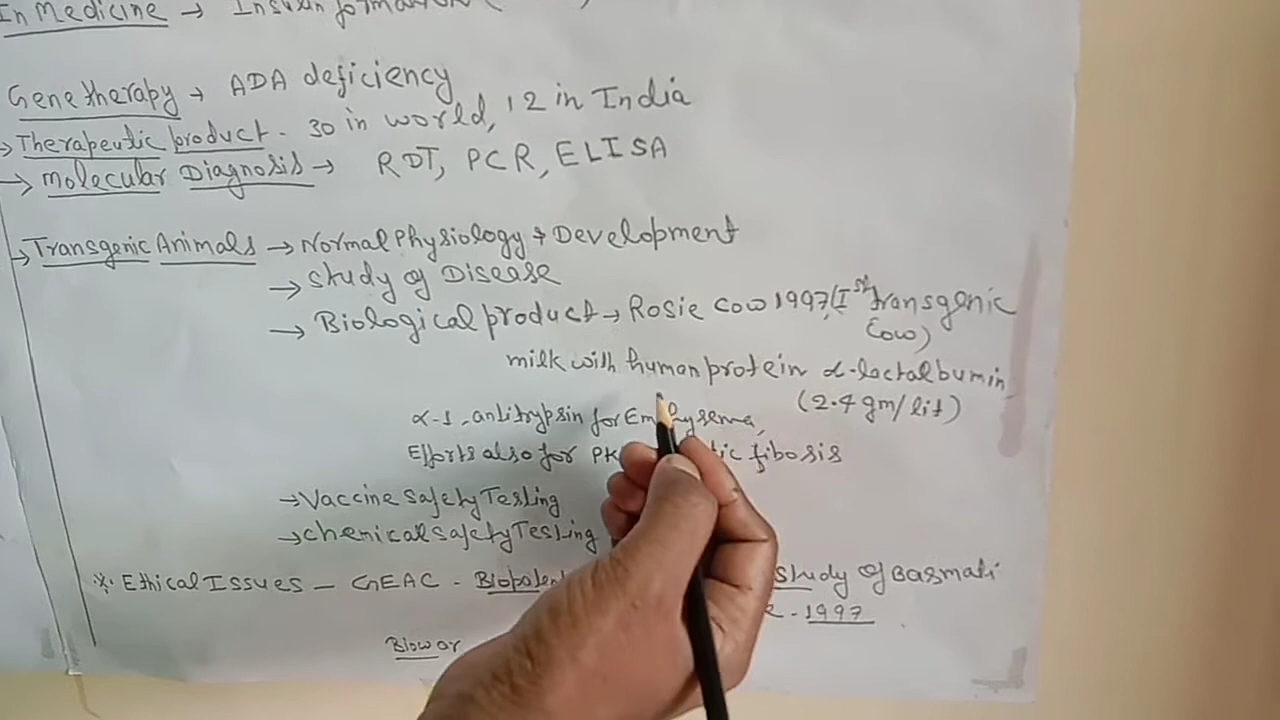 In Medicine → Insulin formation (
Gene therapy → ADA deficiency
→ Therapeutic product - 30 in world, 12 in India
→ Molecular Diagnosis → RDT, PCR, ELISA
→ Transgenic Animals → Normal Physiology & Development
→ Study of Disease
→ Biological product → Rosie Cow 1997, (Ist transgenic
Cow)
milk with human protein α-lactalbumin
(2.4 gm/lit)
α-1-antitrypsin for Emphysema,
Efforts also for PK tic fibosis
→ Vaccine Safety Testing
→ chemical safety Testing
Ethical Issues - GEAC - Study of Basmati
- 1997